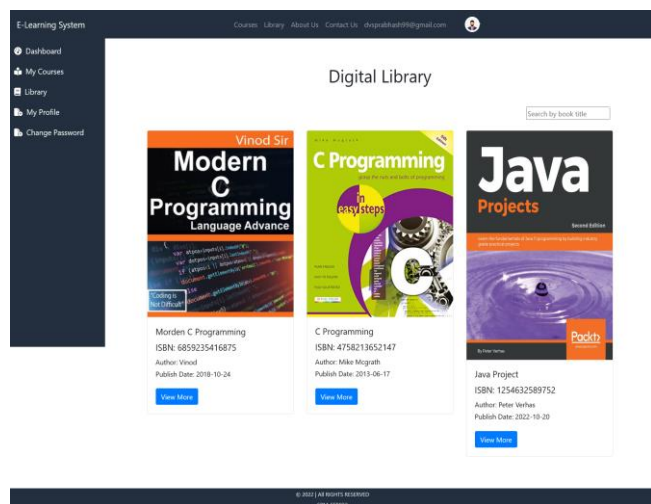 E-Learning System
Courses Library About Us Contact Us dvsprabhash99@gmail.com
Dashboard
My Courses
Library
My Profile
Change Password
Digital Library
Search by book title
Vinod Sir
Modern
C
Programming
Language Advance
"Coding is
Not Difficult"
Morden C Programming
ISBN: 6859235416875
Author: Vinod
Publish Date: 2018-10-24
View More
C Programming
in
easy steps
C
C Programming
ISBN: 4758213652147
Author: Mike Mcgrath
Publish Date: 2013-06-17
View More
Java
Projects
Second Edition
Packt>
By Peter Verhas
Java Project
ISBN: 1254632589752
Author: Peter Verhas
Publish Date: 2022-10-20
View More
© 2022 | All RIGHTS RESERVED